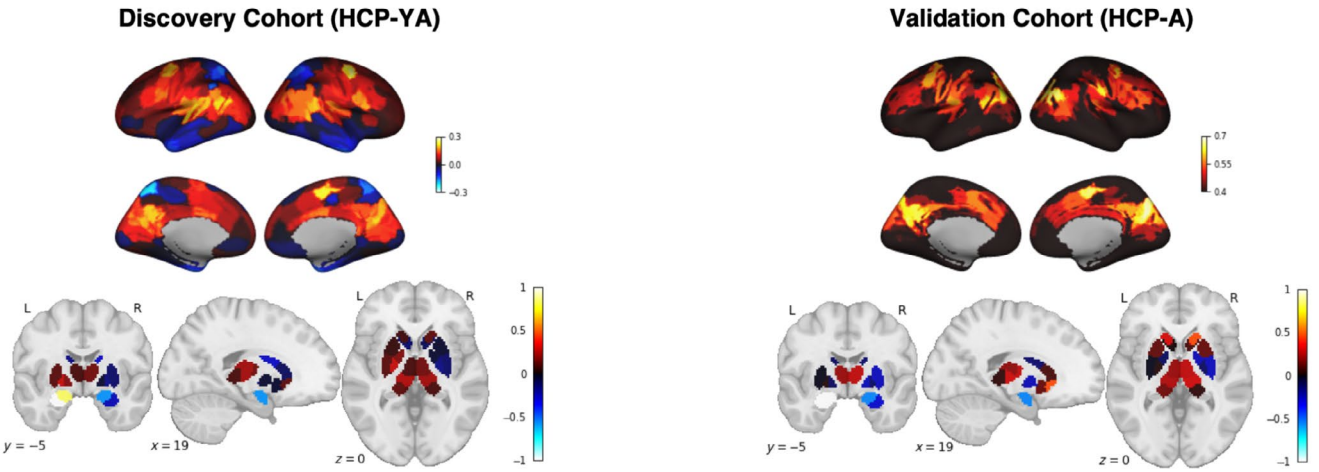 Discovery Cohort (HCP-YA)
0.3
0.0
−0.3
L
R
L
R
1
0.5
0
−0.5
−1
y = −5
x = 19
z = 0
Validation Cohort (HCP-A)
0.7
0.55
0.4
L
R
L
R
1
0.5
0
−0.5
−1
y = −5
x = 19
z = 0